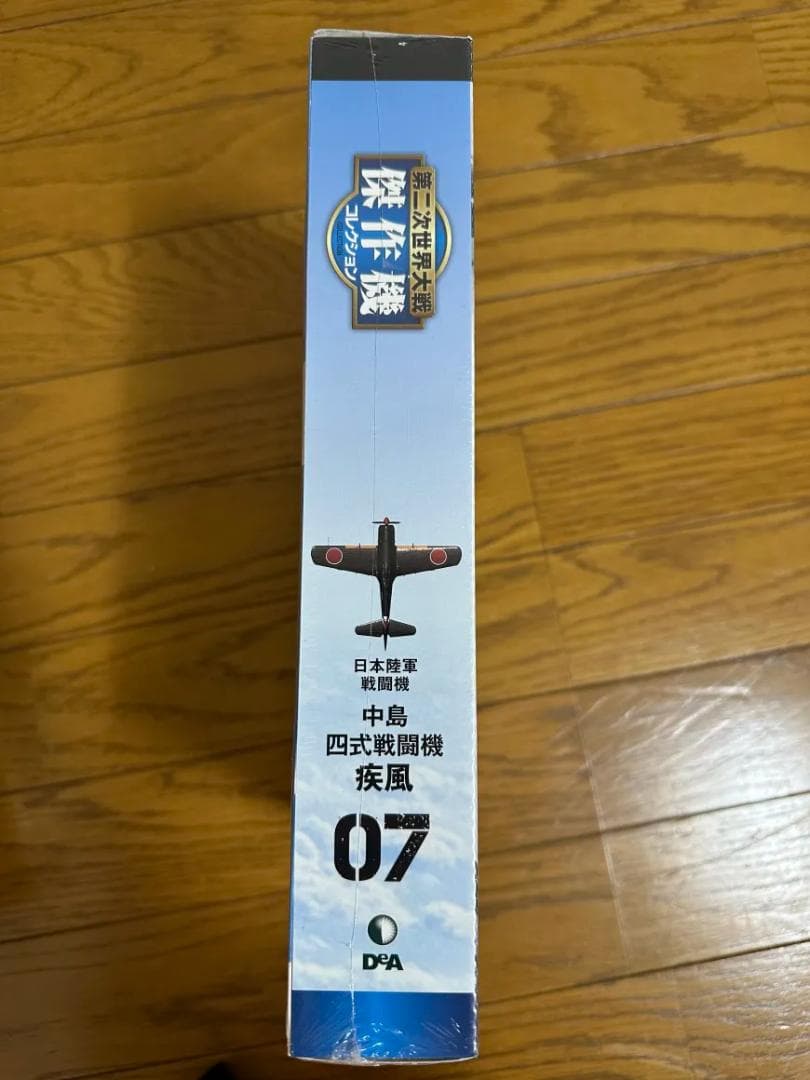 第二次世界大戦
傑作機
コレクション
日本陸軍
戦闘機
中島
四式戦闘機
疾風
07
DeA